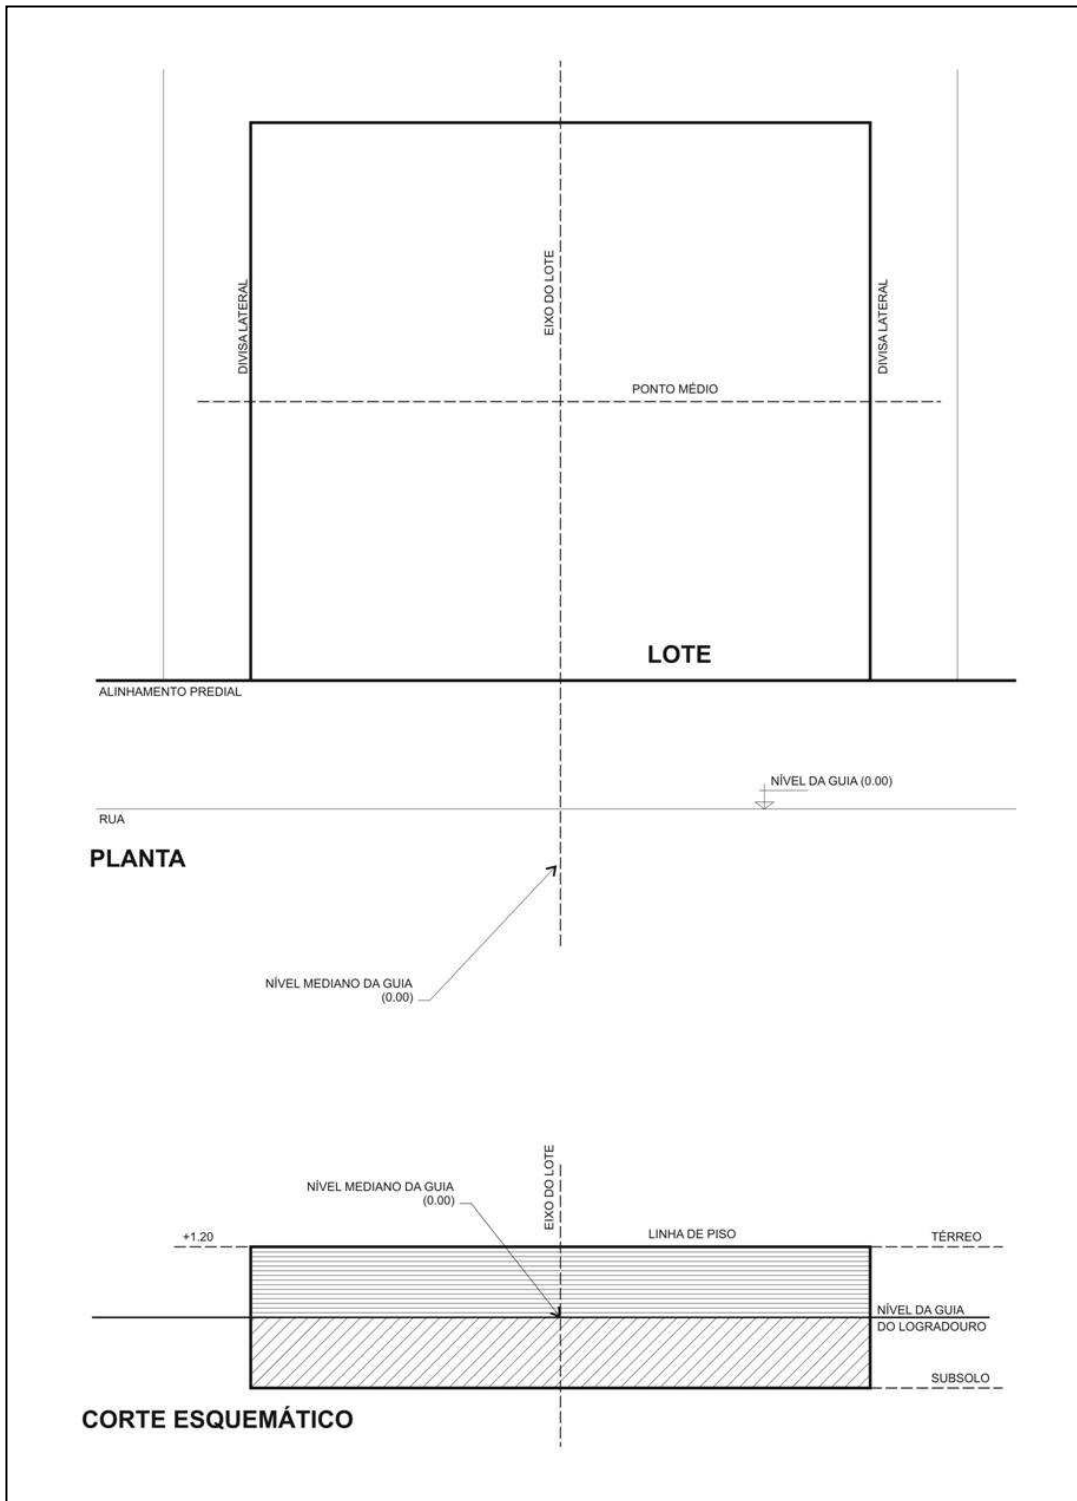 EIXO DO LOTE
DIVISA LATERAL
DIVISA LATERAL
PONTO MÉDIO
LOTE
ALINHAMENTO PREDIAL
NÍVEL DA GUIA (0.00)
RUA
PLANTA
NÍVEL MEDIANO DA GUIA
(0.00)
EIXO DO LOTE
NÍVEL MEDIANO DA GUIA
(0.00)
+1.20
LINHA DE PISO
TÉRREO
NÍVEL DA GUIA
DO LOGRADOURO
SUBSOLO
CORTE ESQUEMÁTICO